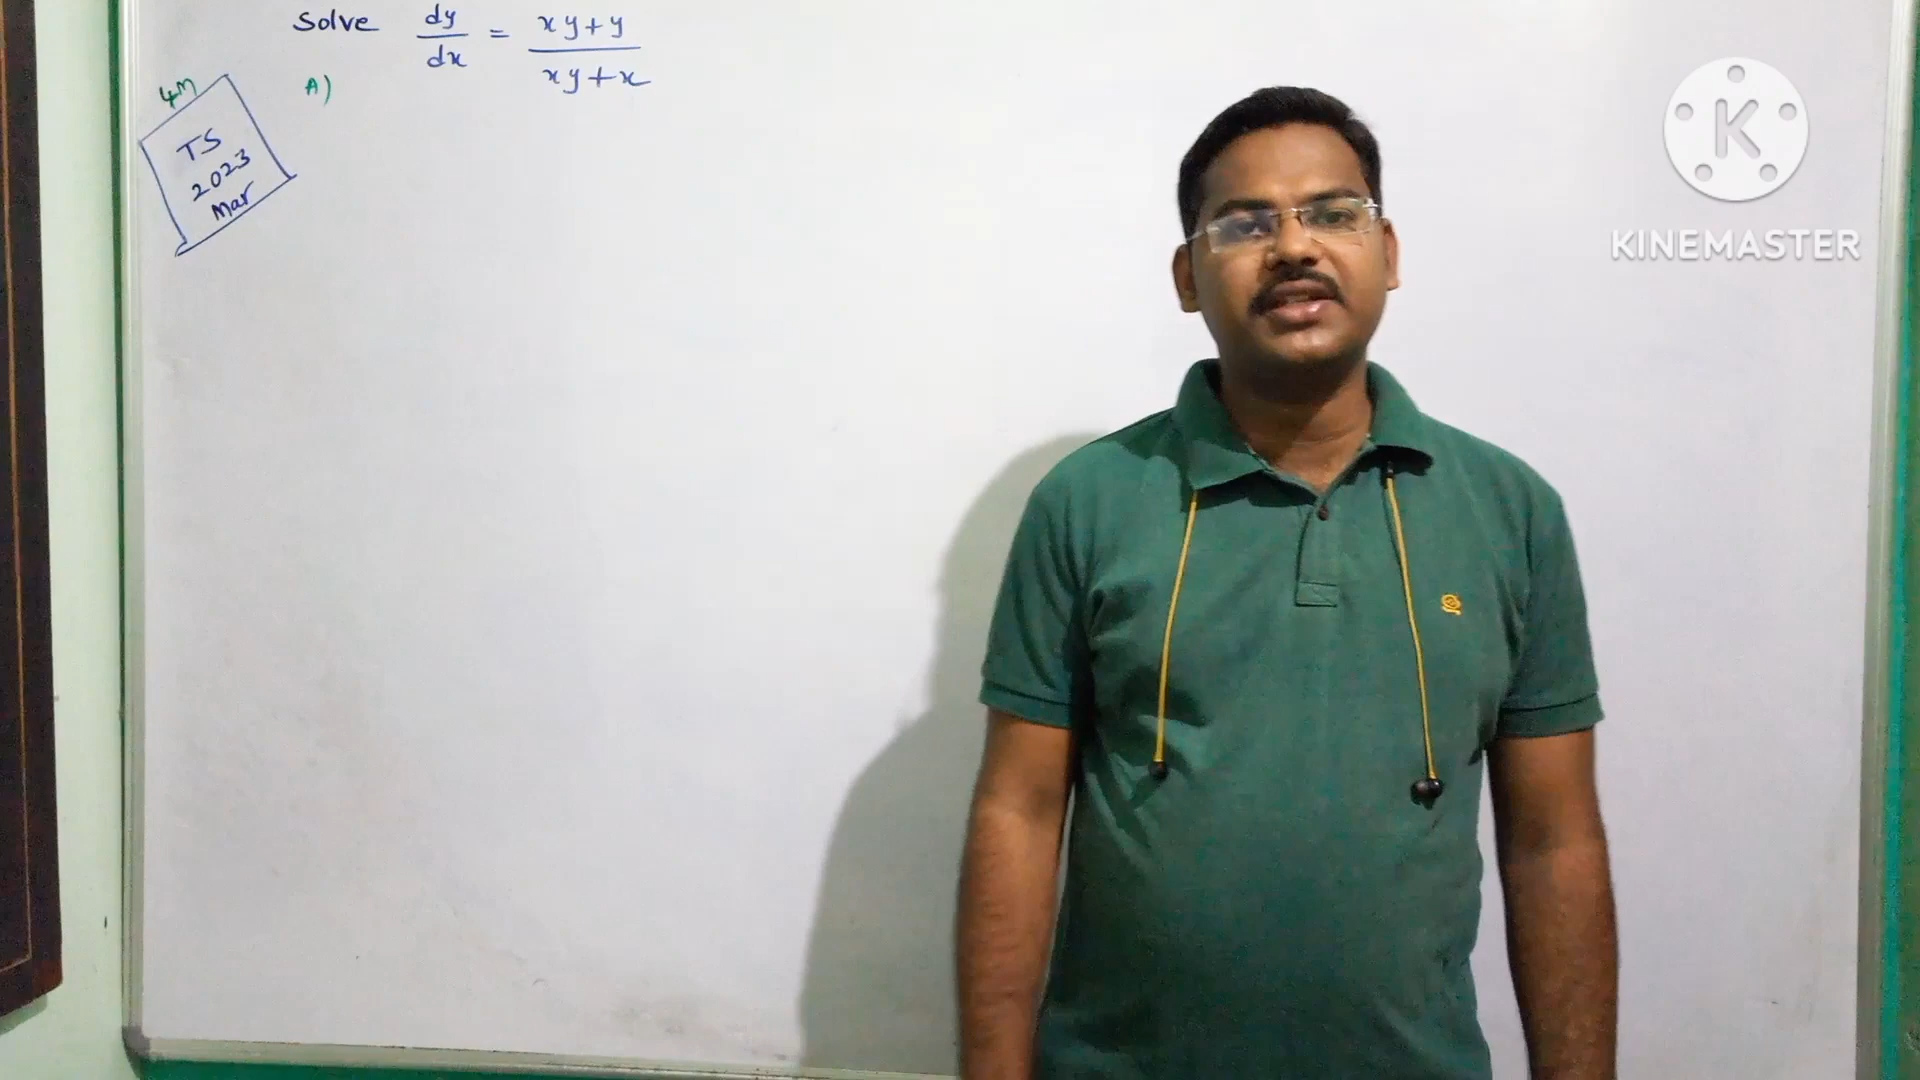 Solve dy/dx = xy+y/xy+x
A)
4M
TS
2023
Mar
K
KINEMASTER